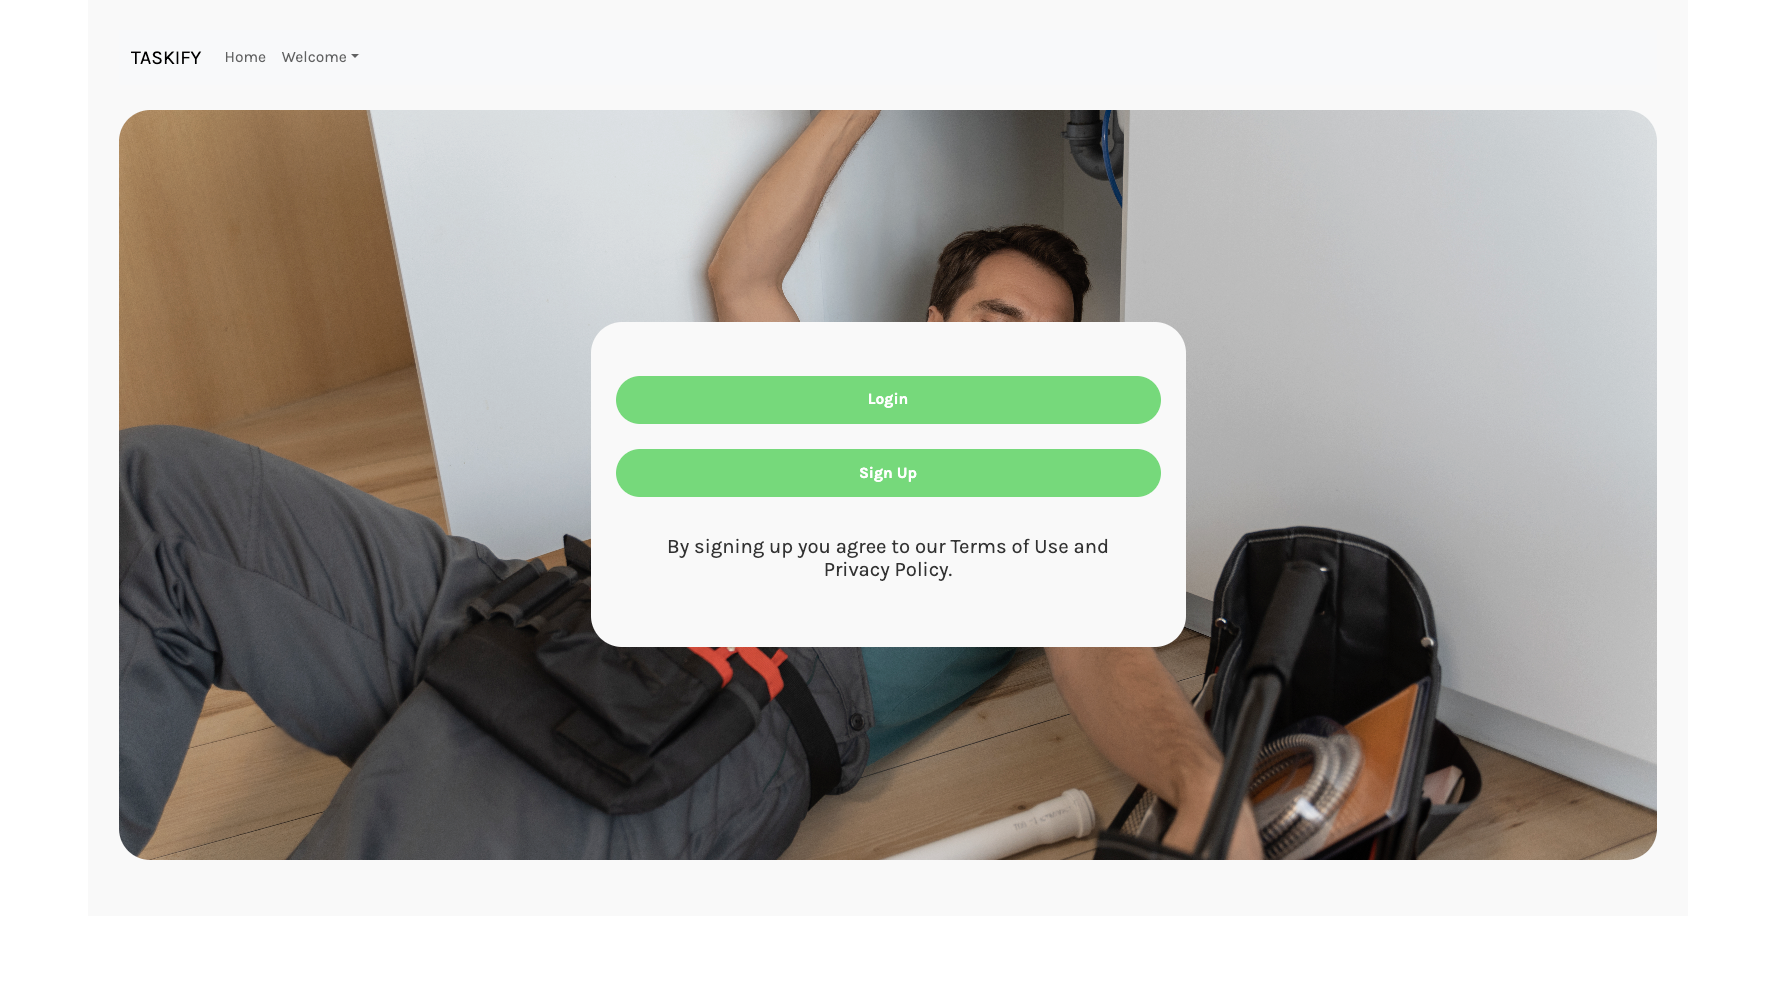 TASKIFY Home Welcome
Login
Sign Up
By signing up you agree to our Terms of Use and
Privacy Policy.